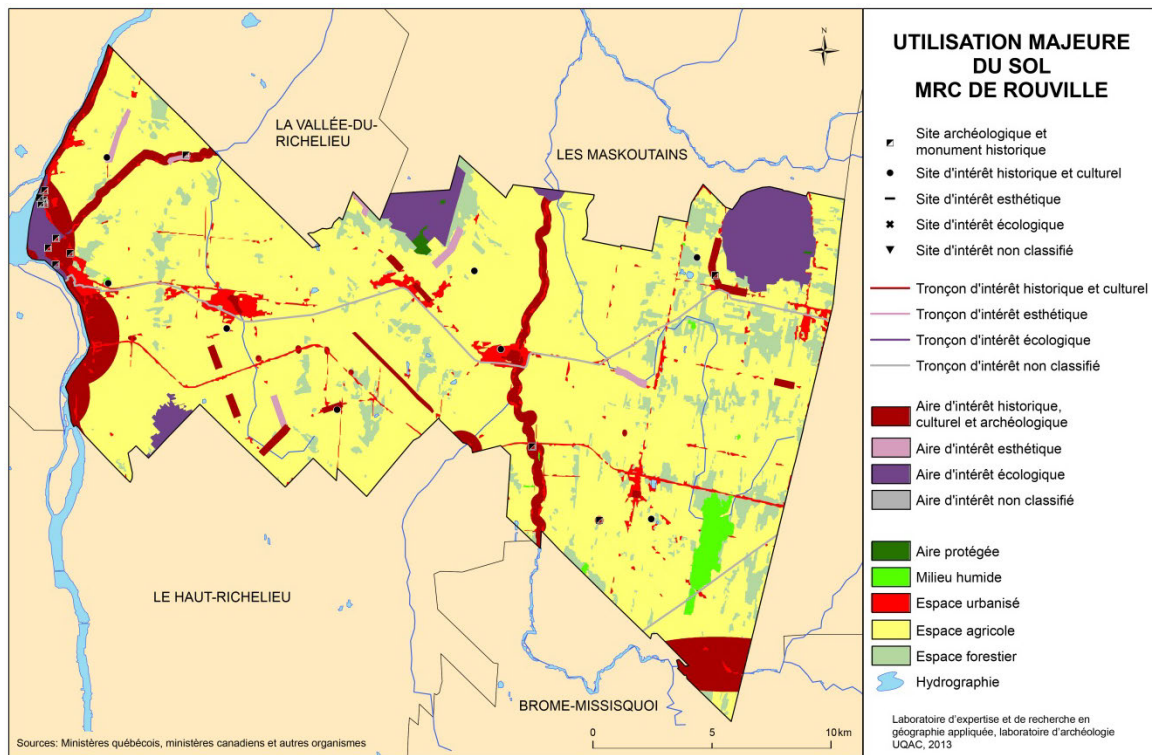 LA VALLÉE-DU-
RICHELIEU
LES MASKOUTAINS
LE HAUT-RICHELIEU
BROME-MISSISQUOI
N
Sources: Ministères québécois, ministères canadiens et autres organismes
0 5 10 km
UTILISATION MAJEURE
DU SOL
MRC DE ROUVILLE
Site archéologique et
monument historique
Site d'intérêt historique et culturel
Site d'intérêt esthétique
Site d'intérêt écologique
Site d'intérêt non classifié
Tronçon d'intérêt historique et culturel
Tronçon d'intérêt esthétique
Tronçon d'intérêt écologique
Tronçon d'intérêt non classifié
Aire d'intérêt historique,
culturel et archéologique
Aire d'intérêt esthétique
Aire d'intérêt écologique
Aire d'intérêt non classifié
Aire protégée
Milieu humide
Espace urbanisé
Espace agricole
Espace forestier
Hydrographie
Laboratoire d'expertise et de recherche en
géographie appliquée, laboratoire d'archéologie
UQAC, 2013